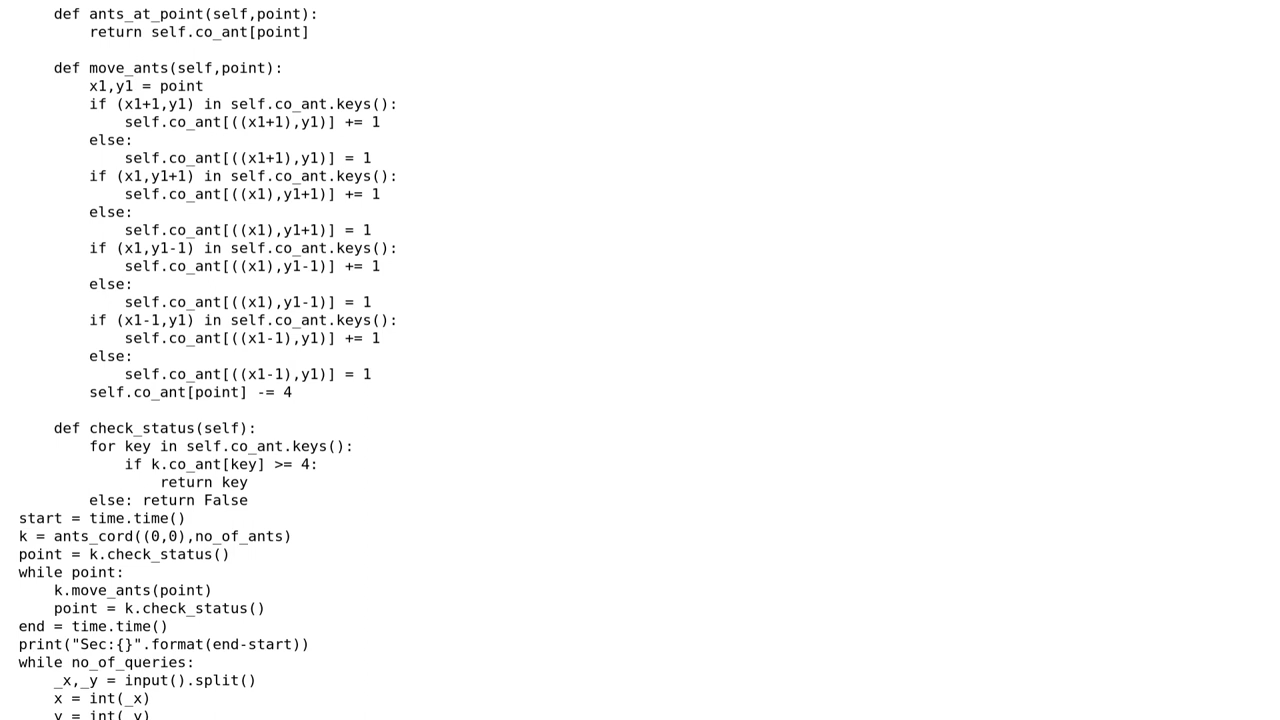 def ants_at_point(self,point):
        return self.co_ant[point]

    def move_ants(self,point):
        x1,y1 = point
        if (x1+1,y1) in self.co_ant.keys():
            self.co_ant[((x1+1),y1)] += 1
        else:
            self.co_ant[((x1+1),y1)] = 1
        if (x1,y1+1) in self.co_ant.keys():
            self.co_ant[((x1),y1+1)] += 1
        else:
            self.co_ant[((x1),y1+1)] = 1
        if (x1,y1-1) in self.co_ant.keys():
            self.co_ant[((x1),y1-1)] += 1
        else:
            self.co_ant[((x1),y1-1)] = 1
        if (x1-1,y1) in self.co_ant.keys():
            self.co_ant[((x1-1),y1)] += 1
        else:
            self.co_ant[((x1-1),y1)] = 1
        self.co_ant[point] -= 4

    def check_status(self):
        for key in self.co_ant.keys():
            if k.co_ant[key] >= 4:
                return key
        else: return False
start = time.time()
k = ants_cord((0,0),no_of_ants)
point = k.check_status()
while point:
    k.move_ants(point)
    point = k.check_status()
end = time.time()
print("Sec:{}".format(end-start))
while no_of_queries:
    _x,_y = input().split()
    x = int(_x)
    y = int(_y)